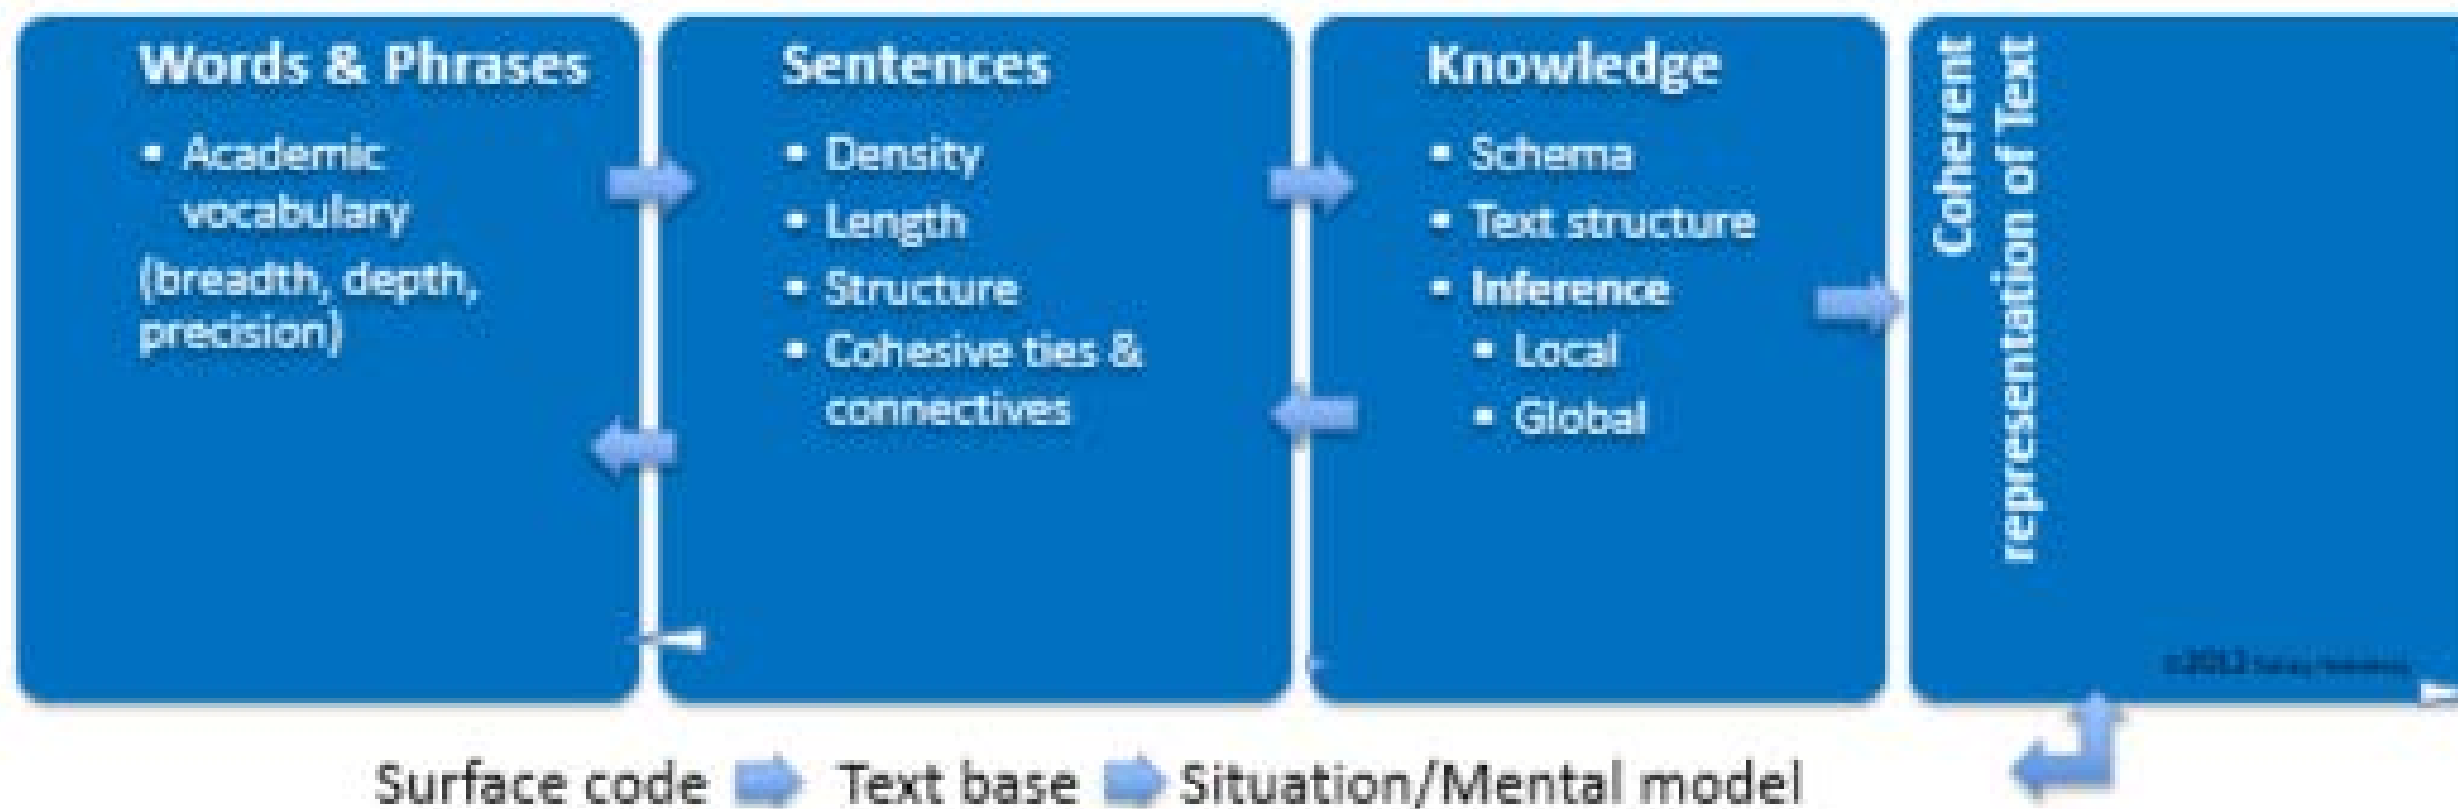 Words & Phrases
• Academic
vocabulary
(breadth, depth,
precision)
Sentences
• Density
• Length
• Structure
• Cohesive ties &
connectives
Knowledge
• Schema
• Text structure
• Inference
• Local
• Global
Coherent
representation of Text
©2012
Surface code Text base Situation/Mental model